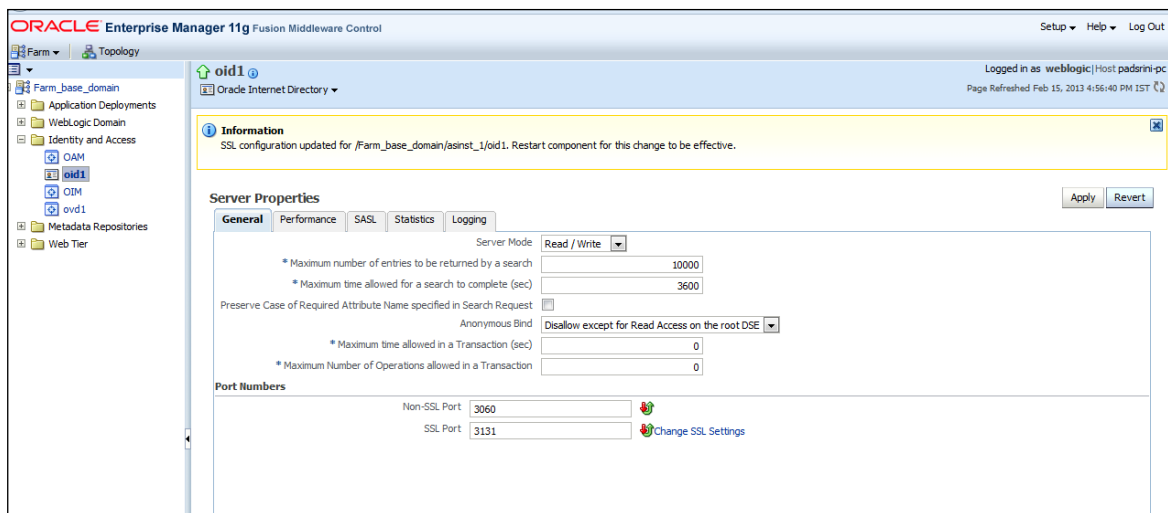 ORACLE Enterprise Manager 11g Fusion Middleware Control
Setup Help Log Out
Farm Topology
Farm_base_domain
Application Deployments
WebLogic Domain
Identity and Access
OAM
oid1
OIM
ovd1
Metadata Repositories
Web Tier
oid1
Logged in as weblogic|Host padsrini-pc
Oracle Internet Directory
Page Refreshed Feb 15, 2013 4:56:40 PM IST
Information
SSL configuration updated for /Farm_base_domain/asinst_1/oid1. Restart component for this change to be effective.
Server Properties
Apply Revert
General Performance SASL Statistics Logging
Server Mode Read / Write
* Maximum number of entries to be returned by a search 10000
* Maximum time allowed for a search to complete (sec) 3600
Preserve Case of Required Attribute Name specified in Search Request
Anonymous Bind Disallow except for Read Access on the root DSE
* Maximum time allowed in a Transaction (sec) 0
* Maximum Number of Operations allowed in a Transaction 0
Port Numbers
Non-SSL Port 3060
SSL Port 3131 Change SSL Settings